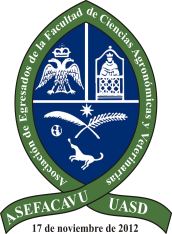 Asociación de Egresados de la Facultad de Ciencias Agronómicas y Veterinarias
ASEFACAVU UASD
17 de noviembre de 2012